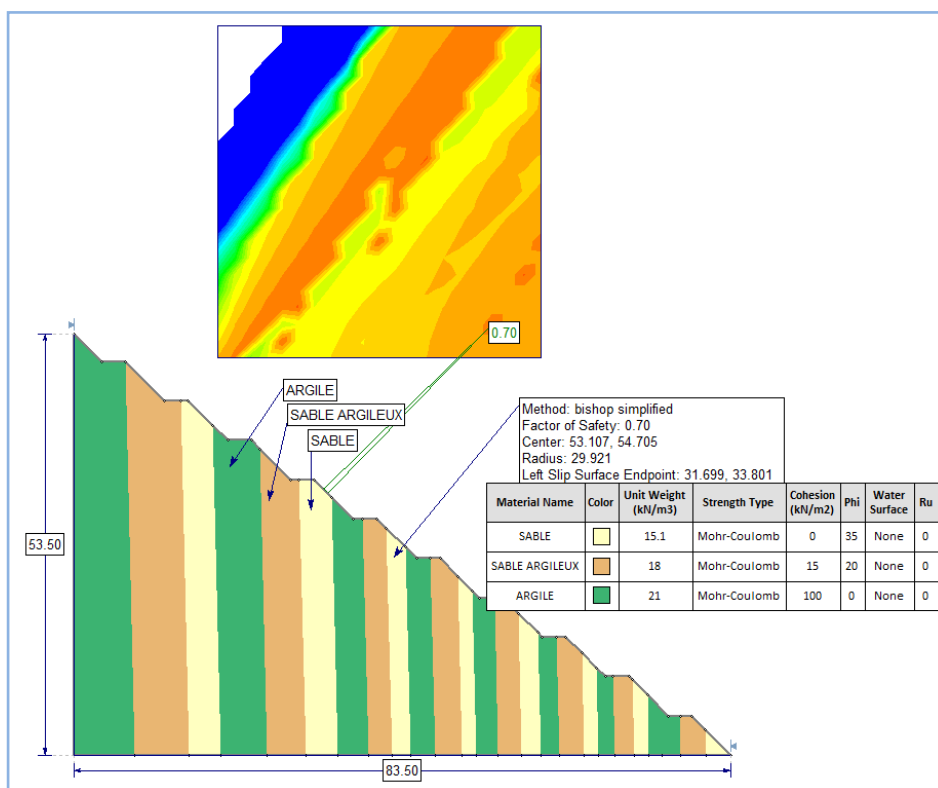 0.70
ARGILE
SABLE ARGILEUX
SABLE
Method: bishop simplified
Factor of Safety: 0.70
Center: 53.107, 54.705
Radius: 29.921
Left Slip Surface Endpoint: 31.699, 33.801
Material Name Color Unit Weight (kN/m3) Strength Type Cohesion (kN/m2) Phi Water Surface Ru
SABLE 15.1 Mohr-Coulomb 0 35 None 0
SABLE ARGILEUX 18 Mohr-Coulomb 15 20 None 0
ARGILE 21 Mohr-Coulomb 100 0 None 0
53.50
83.50